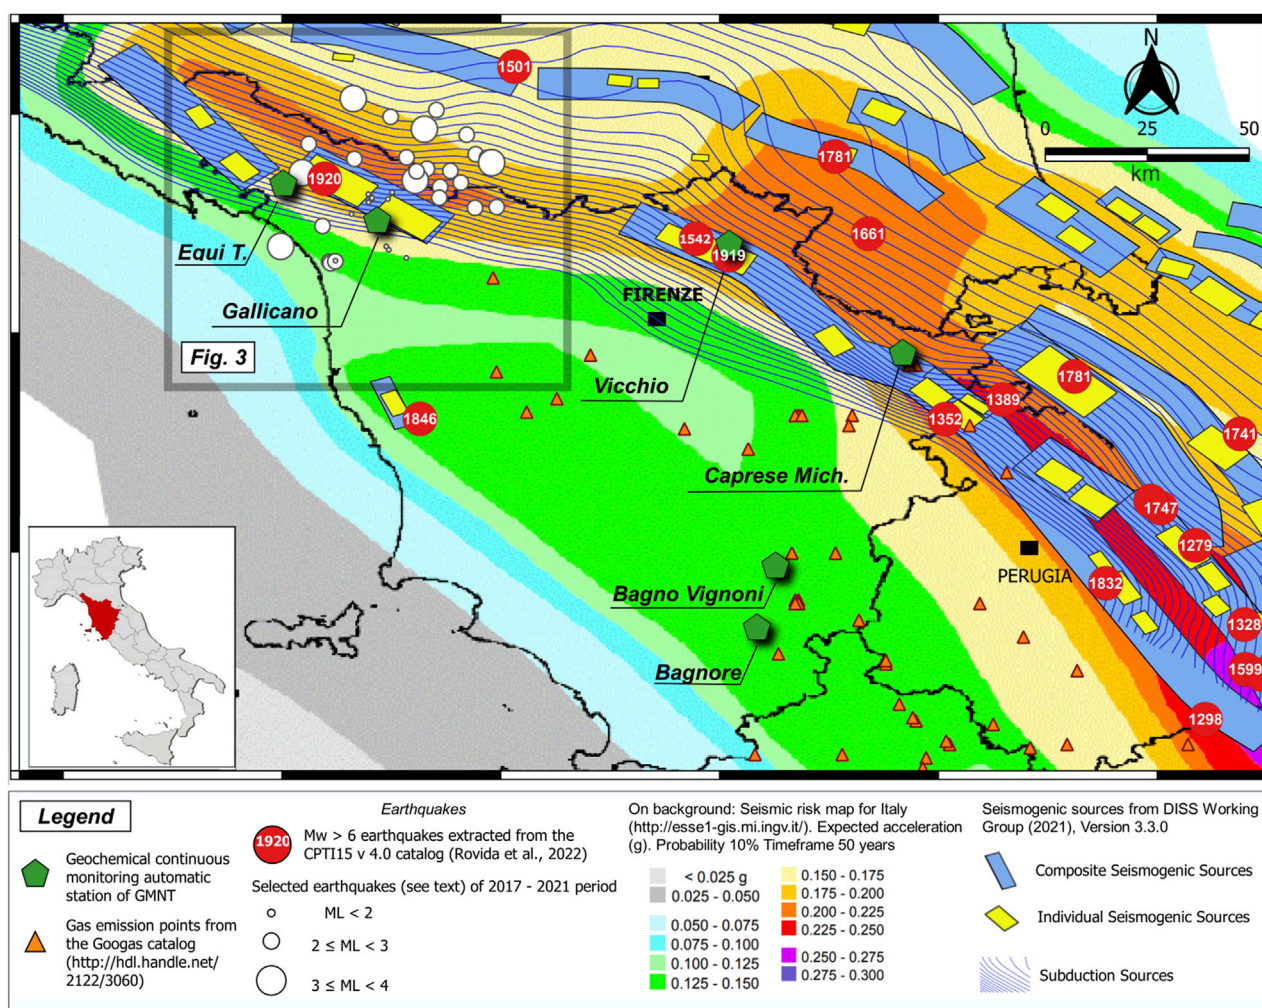 N
0 25 50
km
1501
1781
1920
1542
1661
1919
Equi T.
FIRENZE
Gallicano
Fig. 3
Vicchio
1781
1389
1846
1352
1741
Caprese Mich.
1747
1279
PERUGIA
1832
Bagno Vignoni
1328
Bagnore
1599
1298
Legend
Geochemical continuous
monitoring automatic
station of GMNT
Gas emission points from
the Googas catalog
(http://hdl.handle.net/
2122/3060)
Earthquakes
1920
Mw > 6 earthquakes extracted from the
CPTI15 v 4.0 catalog (Rovida et al., 2022)
Selected earthquakes (see text) of 2017 - 2021 period
ML < 2
2 ≤ ML < 3
3 ≤ ML < 4
On background: Seismic risk map for Italy
(http://esse1-gis.mi.ingv.it/). Expected acceleration
(g). Probability 10% Timeframe 50 years
< 0.025 g
0.025 - 0.050
0.050 - 0.075
0.075 - 0.100
0.100 - 0.125
0.125 - 0.150
0.150 - 0.175
0.175 - 0.200
0.200 - 0.225
0.225 - 0.250
0.250 - 0.275
0.275 - 0.300
Seismogenic sources from DISS Working
Group (2021), Version 3.3.0
Composite Seismogenic Sources
Individual Seismogenic Sources
Subduction Sources